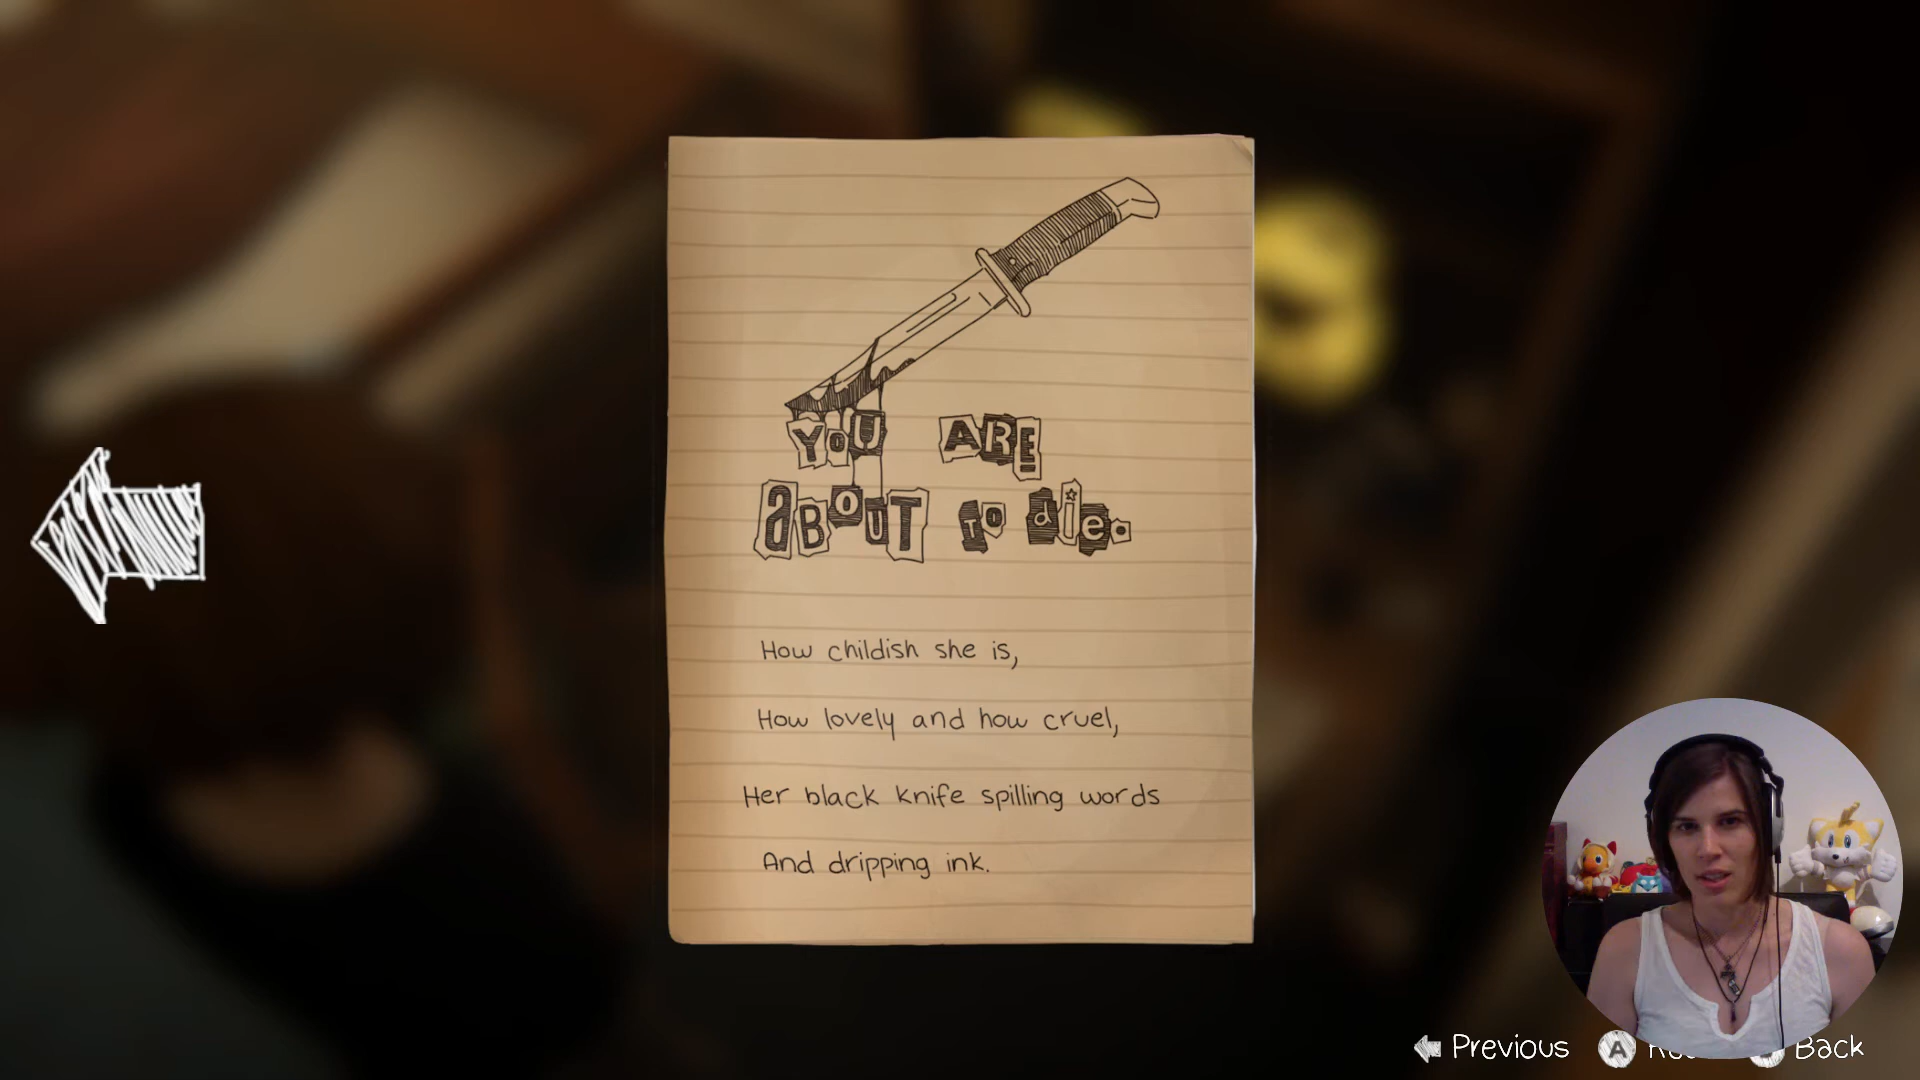 YoU ARE
aBoUT To die.
How childish she is,
How lovely and how cruel,
Her black knife spilling words
And dripping ink.
Previous
A
Back